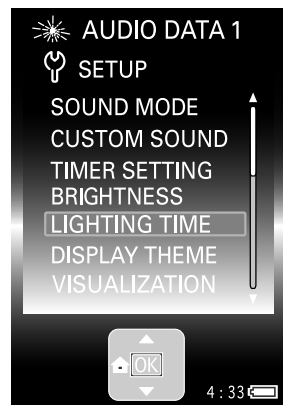 AUDIO DATA 1
SETUP
SOUND MODE
CUSTOM SOUND
TIMER SETTING
BRIGHTNESS
LIGHTING TIME
DISPLAY THEME
VISUALIZATION
OK
4:33